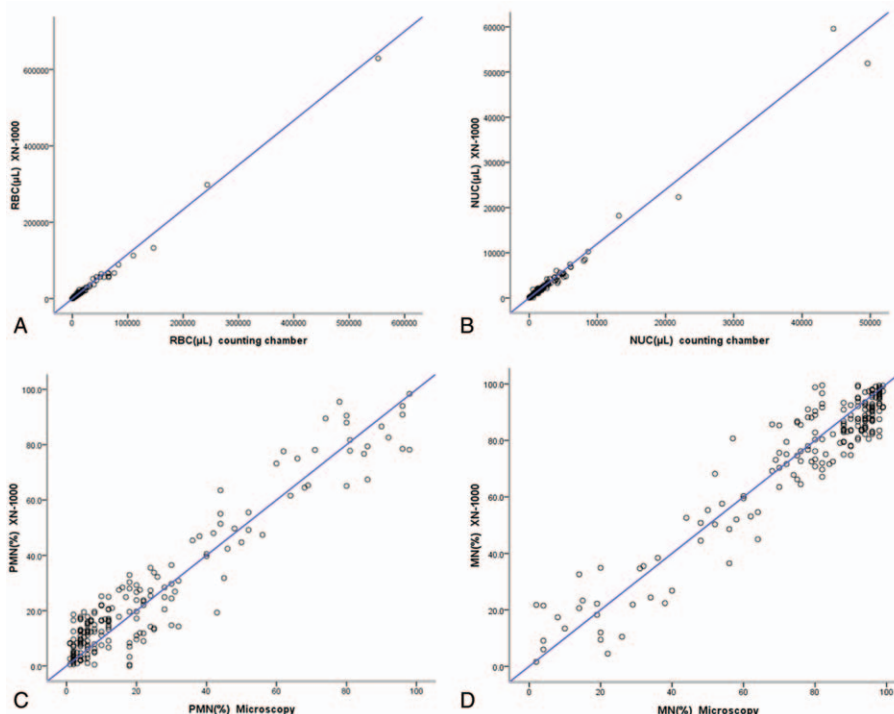 600000
400000
200000
0
RBC(μL) XN-1000
0 100000 200000 300000 400000 500000 600000
RBC(μL) counting chamber
A
60000
50000
40000
30000
20000
10000
0
NUC(μL) XN-1000
0 10000 20000 30000 40000 50000
NUC(μL) counting chamber
B
100.0
80.0
60.0
40.0
20.0
0.0
PMN(%) XN-1000
0 20 40 60 80 100
PMN(%) Microscopy
C
100.0
80.0
60.0
40.0
20.0
0.0
MN(%) XN-1000
0 20 40 60 80 100
MN(%) Microscopy
D